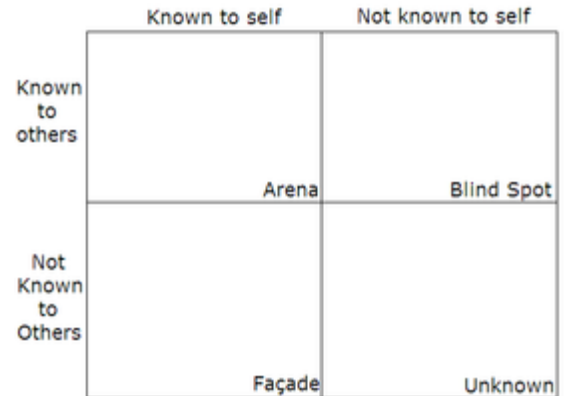 Known to self
Not known to self
Known
to
others
Arena
Blind Spot
Not
Known
to
Others
Façade
Unknown